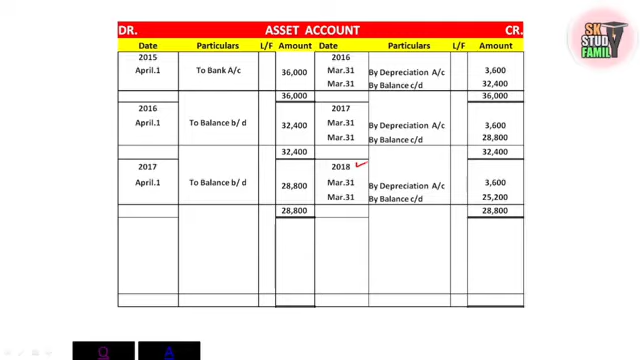 DR. ASSET ACCOUNT CR.
Date Particulars L/F Amount Date Particulars L/F Amount
2015 2016
April.1 To Bank A/c 36,000 Mar.31 By Depreciation A/c 3,600
Mar.31 By Balance c/d 32,400
36,000 36,000
2016 2017
April.1 To Balance b/d 32,400 Mar.31 By Depreciation A/c 3,600
Mar.31 By Balance c/d 28,800
32,400 32,400
2017 2018
April.1 To Balance b/d 28,800 Mar.31 By Depreciation A/c 3,600
Mar.31 By Balance c/d 25,200
28,800 28,800
SK
STUDY
FAMILY
Q A